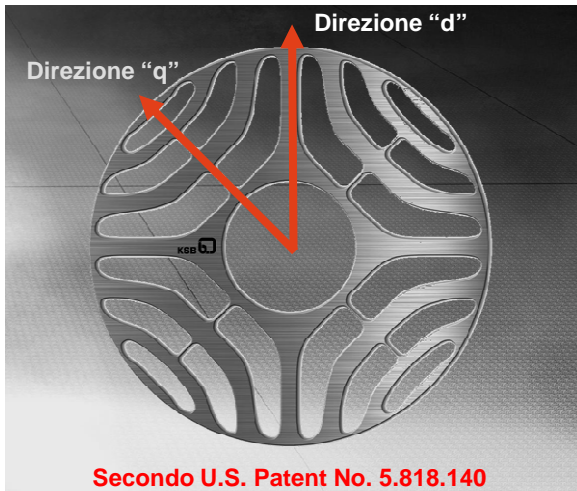 Direzione “d”
Direzione “q”
KSB
Secondo U.S. Patent No. 5.818.140